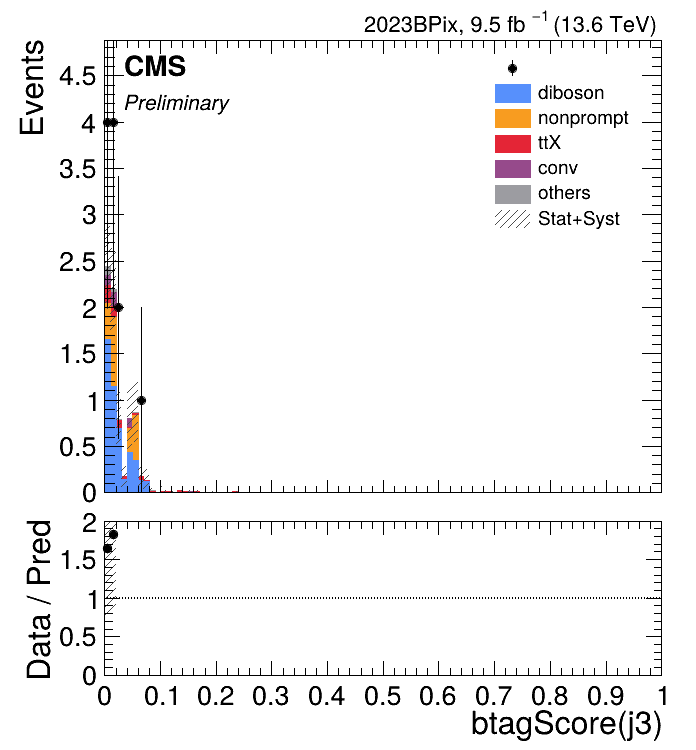 2023BPix, 9.5 fb⁻¹ (13.6 TeV)
CMS
Preliminary
diboson
nonprompt
ttX
conv
others
Stat+Syst
Events
4.5
4
3.5
3
2.5
2
1.5
1
0.5
0
Data / Pred
2
1.5
1
0.5
0
0 0.1 0.2 0.3 0.4 0.5 0.6 0.7 0.8 0.9 1
btagScore(j3)